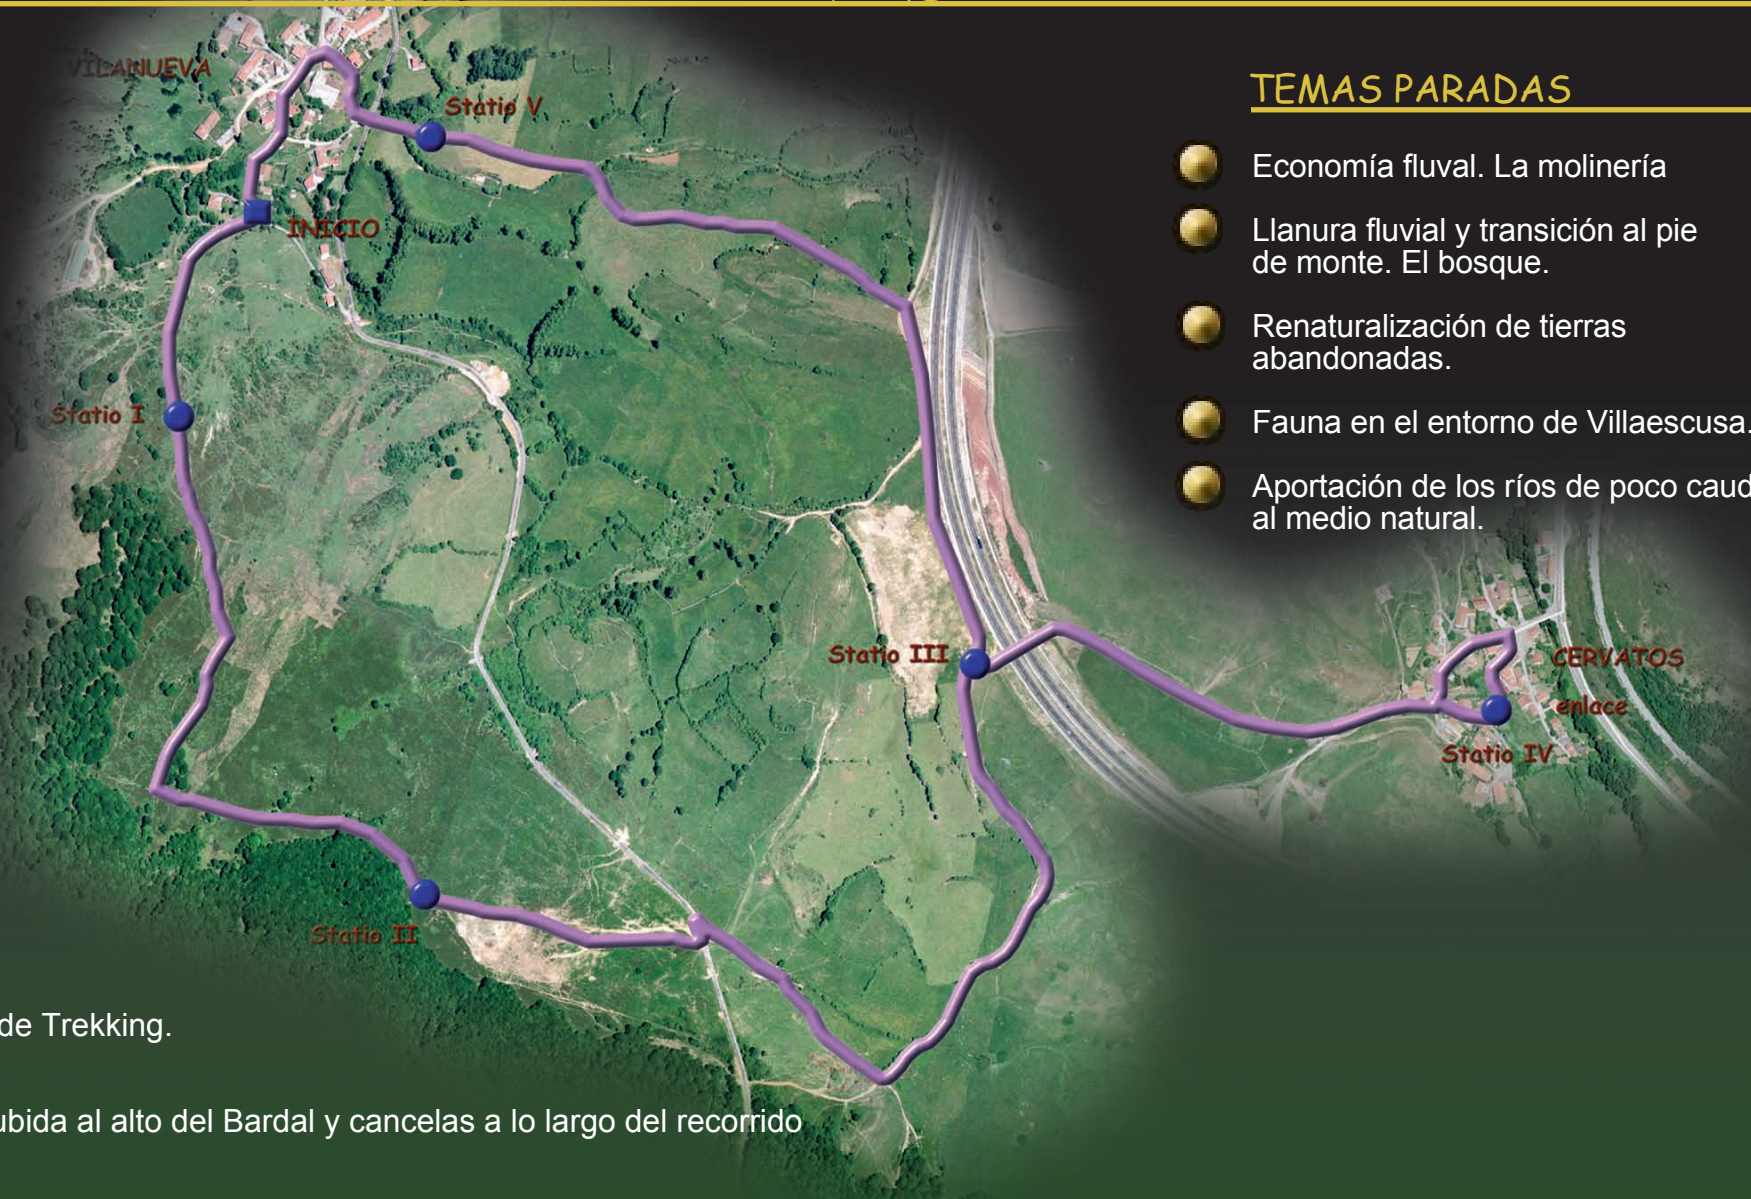 VILANUEVA
Statio V
INICIO
Statio I
Statio II
Statio III
CERVATOS
enlace
Statio IV
TEMAS PARADAS
Economía fluval. La molinería
Llanura fluvial y transición al pie
de monte. El bosque.
Renaturalización de tierras
abandonadas.
Fauna en el entorno de Villaescusa.
Aportación de los ríos de poco caud
al medio natural.
de Trekking.
ubida al alto del Bardal y cancelas a lo largo del recorrido